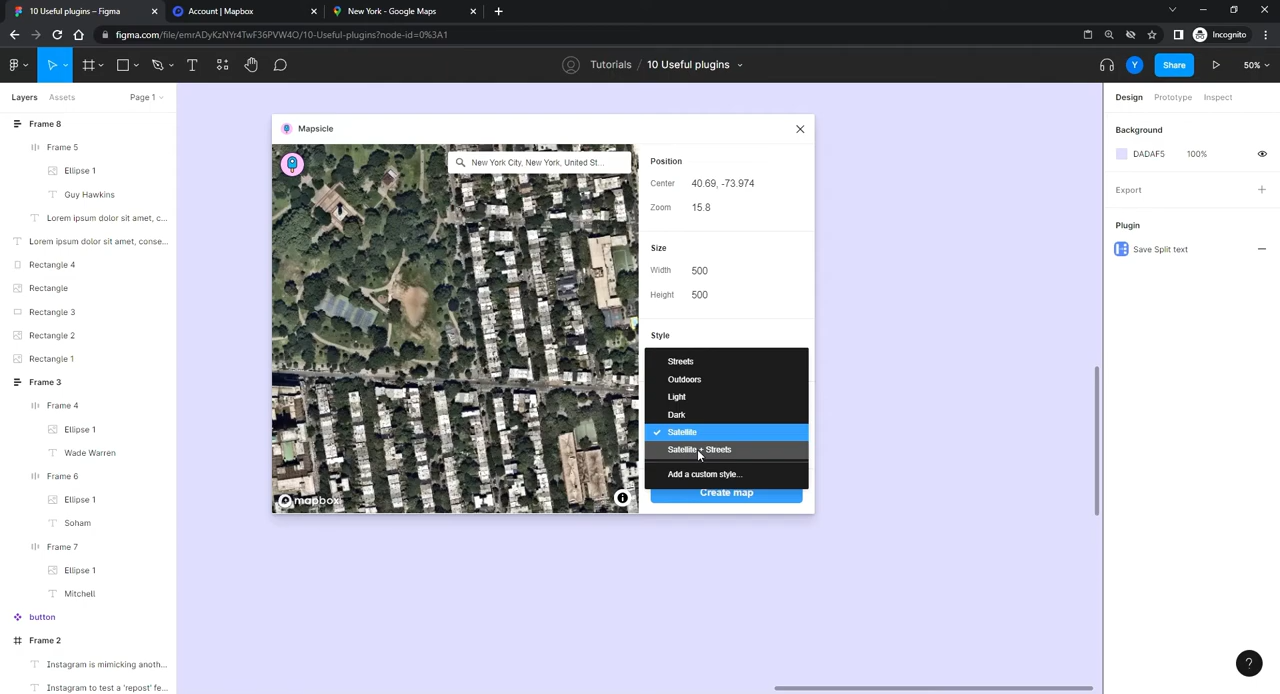 10 Useful plugins – Figma
Account | Mapbox
New York - Google Maps
figma.com/file/emrADyKzNYr4TwF36PVW4O/10-Useful-plugins?node-id=0%3A1
Incognito
Tutorials / 10 Useful plugins
Y
Share
50%
Layers
Assets
Page 1
Design
Prototype
Inspect
Frame 8
Frame 5
Ellipse 1
Guy Hawkins
Lorem ipsum dolor sit amet, c...
Lorem ipsum dolor sit amet, conse...
Rectangle 4
Rectangle
Rectangle 3
Rectangle 2
Rectangle 1
Frame 3
Frame 4
Ellipse 1
Wade Warren
Frame 6
Ellipse 1
Soham
Frame 7
Ellipse 1
Mitchell
button
Frame 2
Instagram is mimicking anoth...
Instagram to test a 'repost' fe...
Mapsicle
New York City, New York, United St...
mapbox
Position
Center 40.69, -73.974
Zoom 15.8
Size
Width 500
Height 500
Style
Streets
Outdoors
Light
Dark
Satellite
Satellite + Streets
Add a custom style...
Create map
Background
DADAF5 100%
Export
Plugin
Save Split text
?